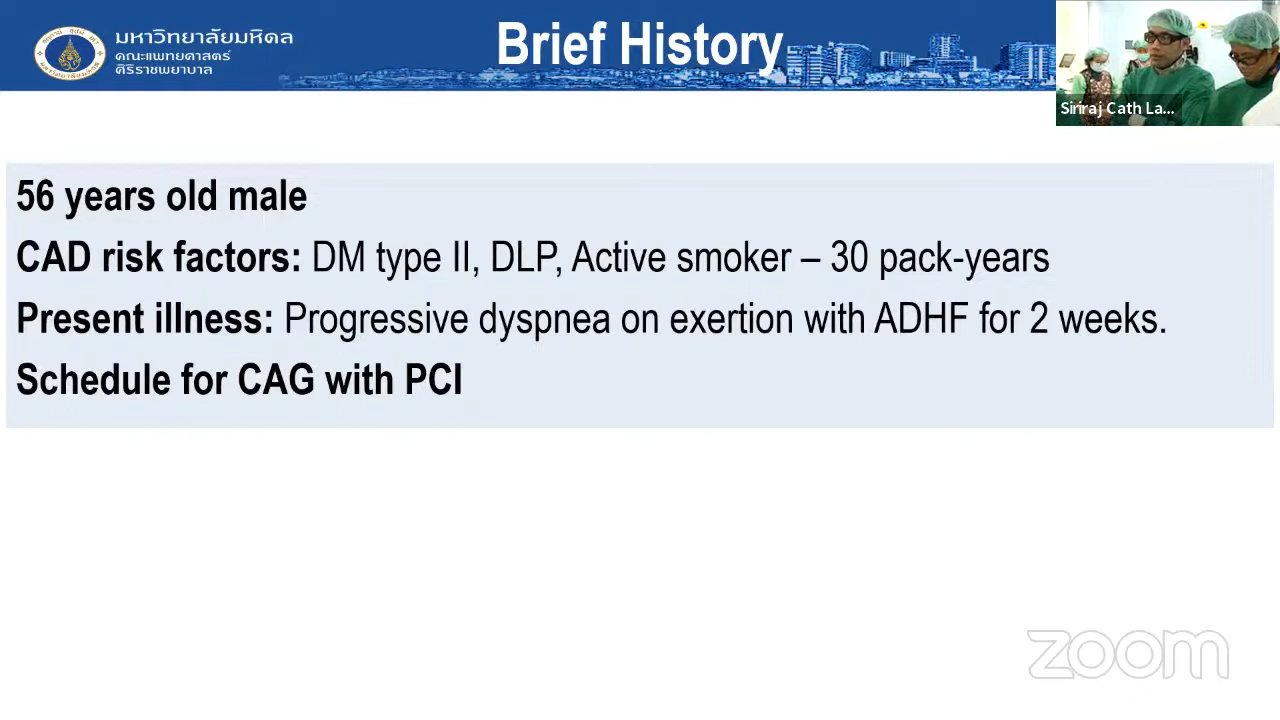 มหาวิทยาลัยมหิดล
คณะแพทยศาสตร์
ศิริราชพยาบาล
Brief History
Siriraj Cath La...
56 years old male
CAD risk factors: DM type II, DLP, Active smoker – 30 pack-years
Present illness: Progressive dyspnea on exertion with ADHF for 2 weeks.
Schedule for CAG with PCI
zoom